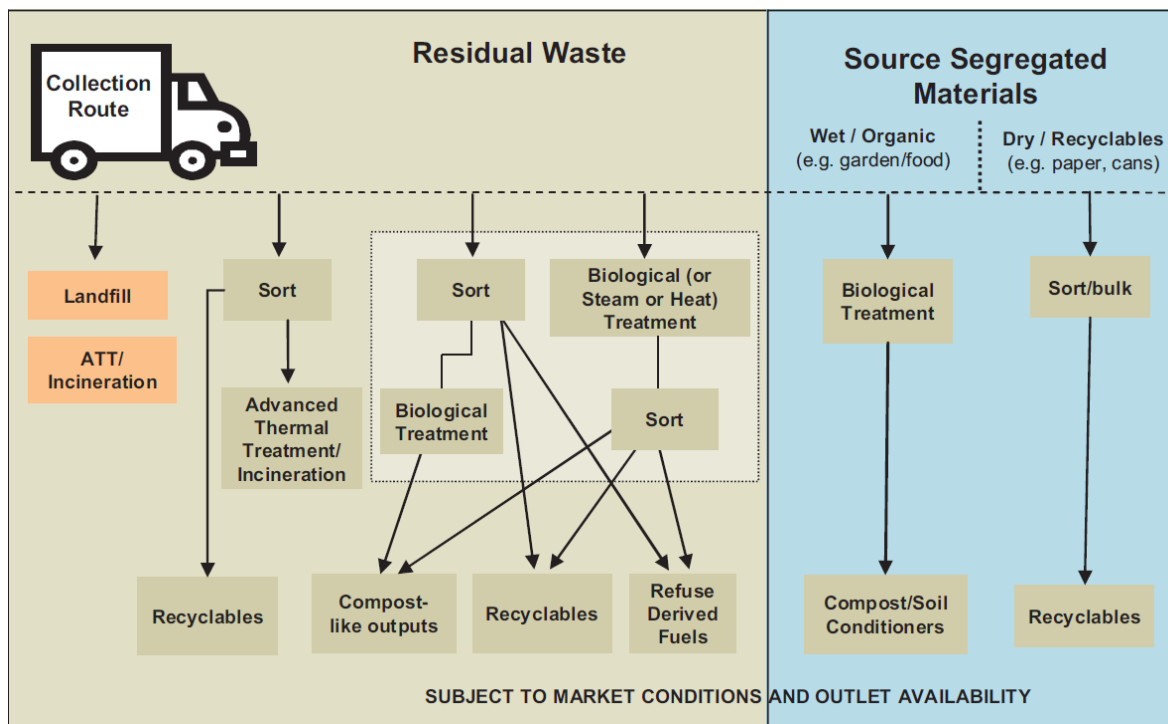 Collection
Route
Residual Waste
Source Segregated
Materials
Wet / Organic
(e.g. garden/food)
Dry / Recyclables
(e.g. paper, cans)
Landfill
ATT/
Incineration
Sort
Advanced
Thermal
Treatment/
Incineration
Sort
Biological
Treatment
Biological (or
Steam or Heat)
Treatment
Sort
Biological
Treatment
Sort/bulk
Recyclables
Compost-
like outputs
Recyclables
Refuse
Derived
Fuels
Compost/Soil
Conditioners
Recyclables
SUBJECT TO MARKET CONDITIONS AND OUTLET AVAILABILITY